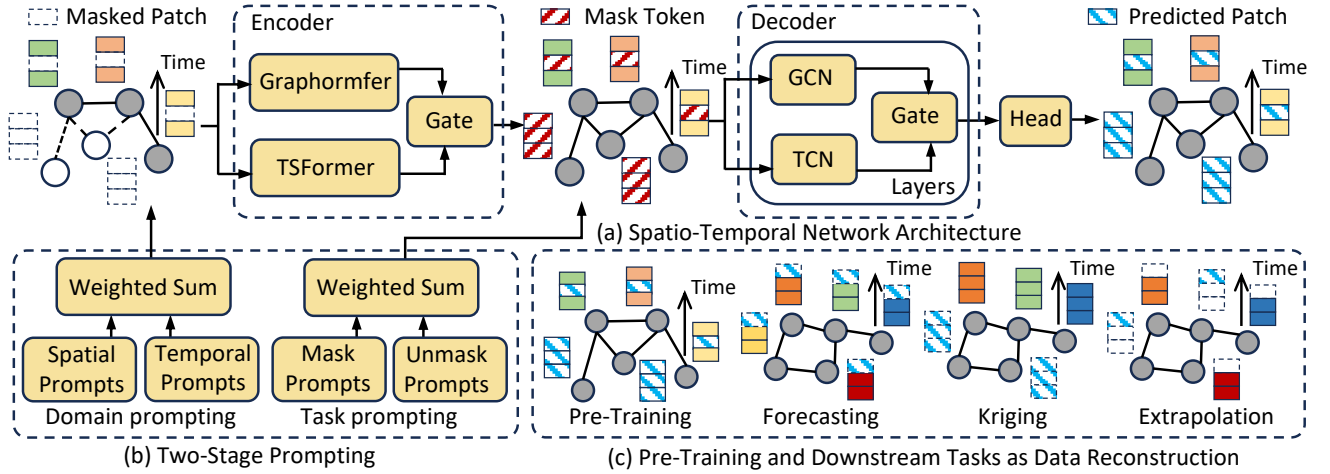 Masked Patch
Encoder
Mask Token
Decoder
Predicted Patch
Time
Graphormfer
TSFormer
Gate
Time
GCN
TCN
Gate
Layers
Head
Time
(a) Spatio-Temporal Network Architecture
Weighted Sum
Weighted Sum
Spatial
Prompts
Temporal
Prompts
Mask
Prompts
Unmask
Prompts
Domain prompting
Task prompting
(b) Two-Stage Prompting
Time
Time
Time
Time
Pre-Training
Forecasting
Kriging
Extrapolation
(c) Pre-Training and Downstream Tasks as Data Reconstruction